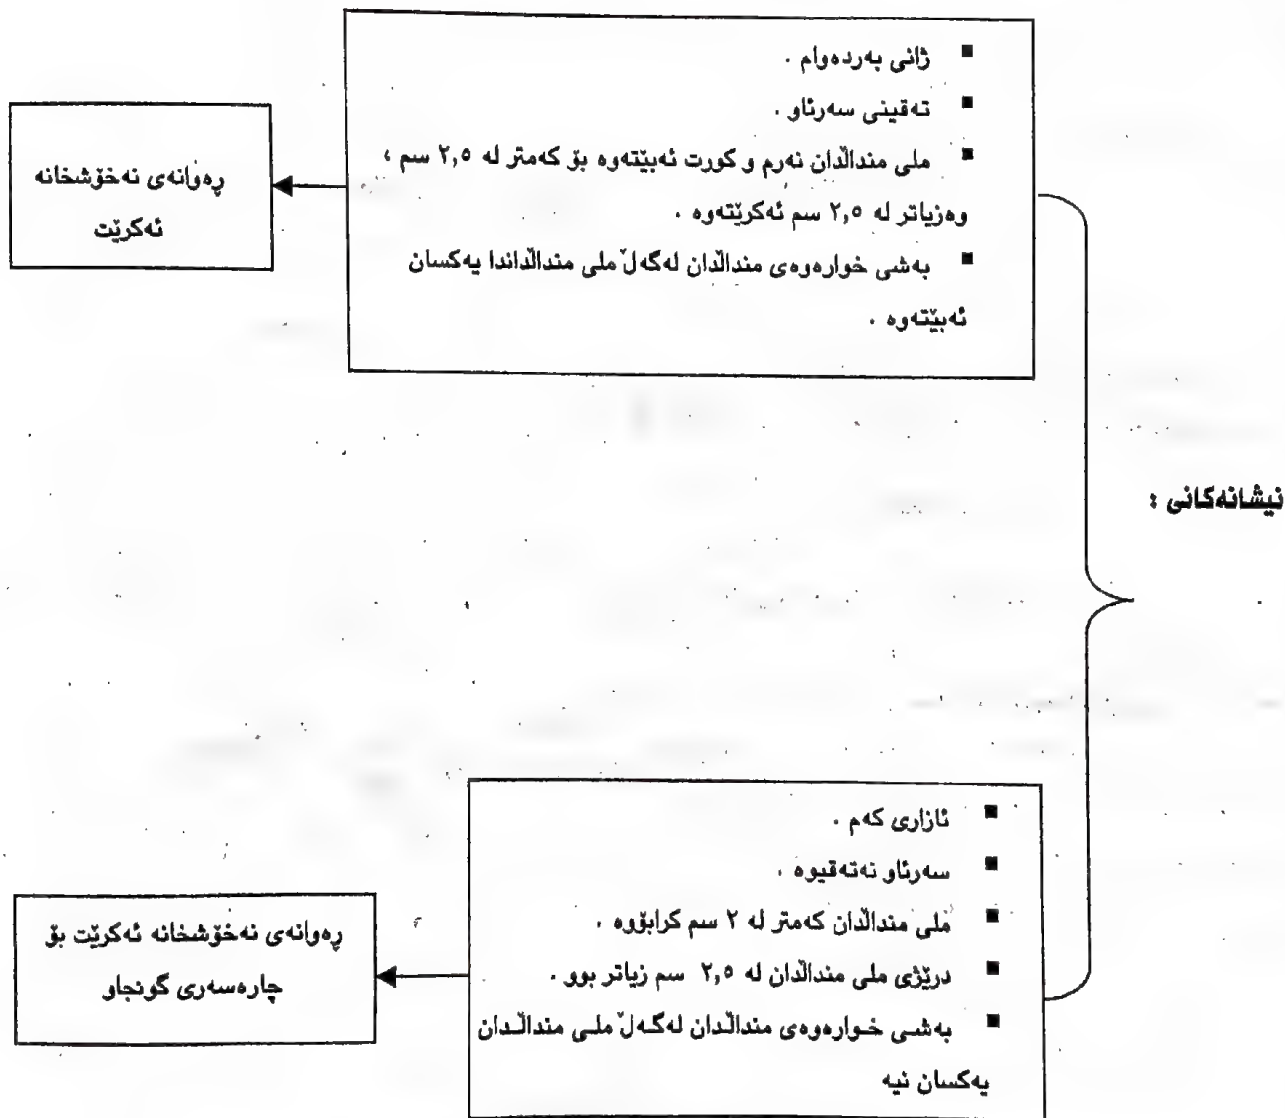 ■ ژانی بەردەوام .
■ تەقینی سەرئاو .
■ ملی منداڵدان نەرم و کورت ئەبێتەوە بۆ کەمتر لە ٢,٥ سم ،
وەزیاتر لە ٢,٥ سم ئەکرێتەوە .
■ بەشی خوارەوەی منداڵدان لەگەڵ ملی منداڵداندا یەکسان
ئەبێتەوە .
ڕەوانەی نەخۆشخانە
ئەکرێت
نیشانەکانی :
■ ئازاری کەم .
■ سەرئاو نەتەقیوە .
■ ملی منداڵدان کەمتر لە ٢ سم کرابۆوە .
■ درێژی ملی منداڵدان لە ٢,٥ سم زیاتر بوو .
■ بەشی خوارەوەی منداڵدان لەگەڵ ملی منداڵدان
یەکسان نیە
ڕەوانەی نەخۆشخانە ئەکرێت بۆ
چارەسەری گونجاو